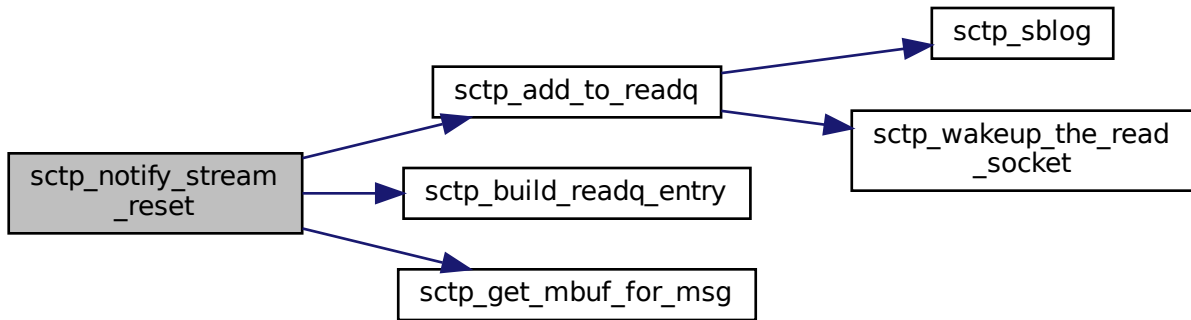 sctp_notify_stream
_reset
sctp_add_to_readq
sctp_build_readq_entry
sctp_get_mbuf_for_msg
sctp_sblog
sctp_wakeup_the_read
_socket